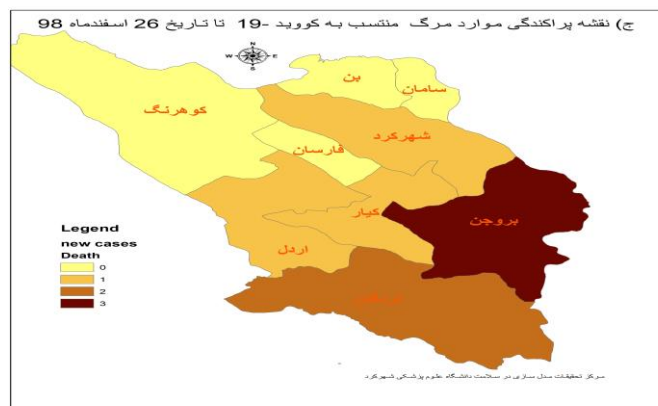 ج) نقشه پراکندگی موارد مرگ منتسب به کووید -19 تا تاریخ 26 اسفندماه 98
N
W E
S
بن
سامان
کوهرنگ
شهرکرد
فارسان
بروجن
کیار
اردل
Legend
new cases
Death
0
1
2
3
مرکز تحقیقات مدل سازی در سلامت دانشگاه علوم پزشکی شهرکرد